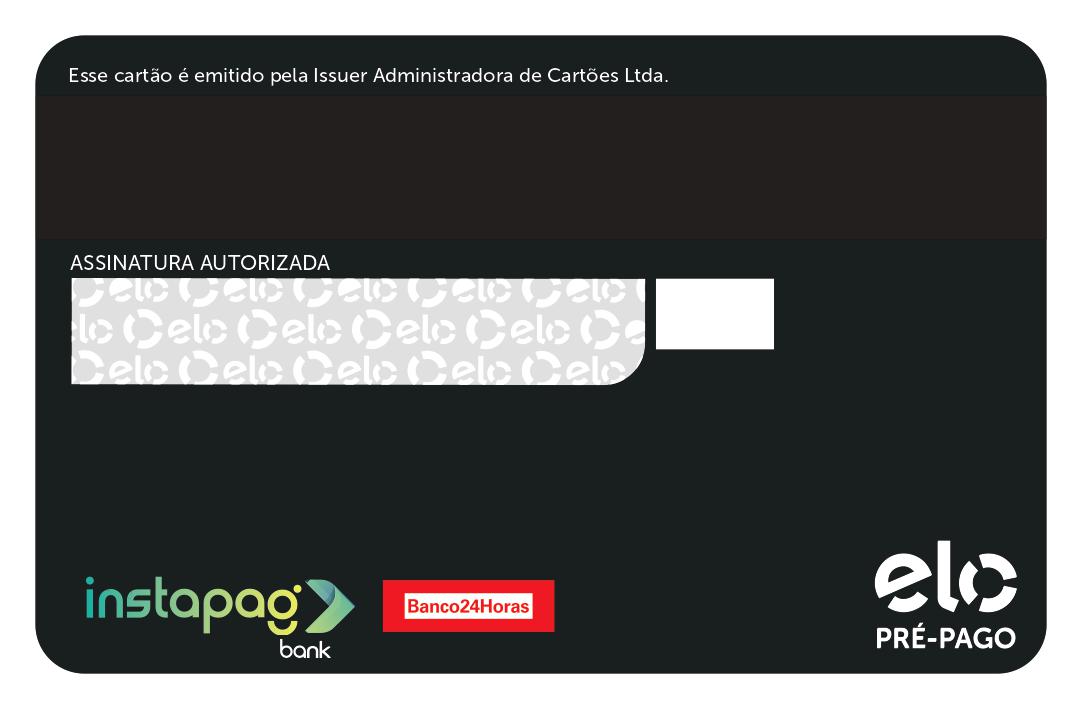 Esse cartão é emitido pela Issuer Administradora de Cartões Ltda.
ASSINATURA AUTORIZADA
elo elo elo elo elo
elo elo elo elo elo
elo elo elo elo elo
instapag
bank
Banco24Horas
elo
PRÉ-PAGO